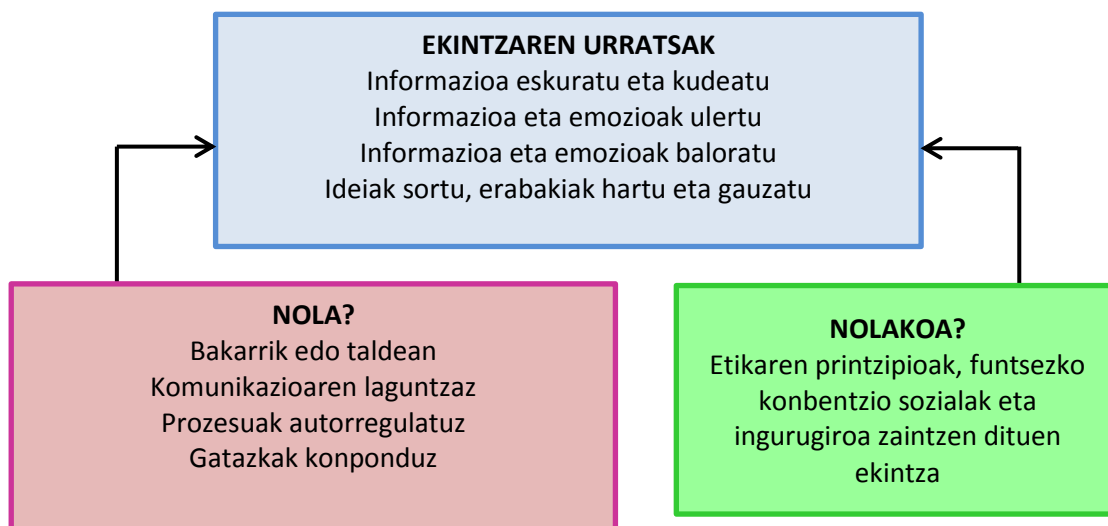 EKINTZAREN URRATSAK
Informazioa eskuratu eta kudeatu
Informazioa eta emozioak ulertu
Informazioa eta emozioak baloratu
Ideiak sortu, erabakiak hartu eta gauzatu
NOLA?
Bakarrik edo taldean
Komunikazioaren laguntzaz
Prozesuak autorregulatuz
Gatazkak konponduz
NOLAKOA?
Etikaren printzipioak, funtsezko
konbentzio sozialak eta
ingurugiroa zaintzen dituen
ekintza